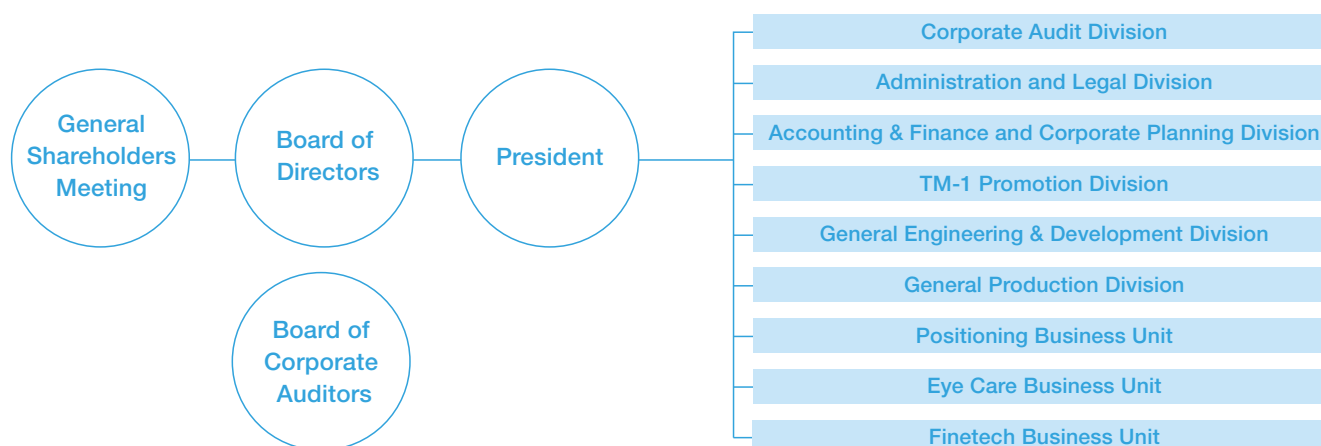 General
Shareholders
Meeting
Board of
Directors
President
Board of
Corporate
Auditors
Corporate Audit Division
Administration and Legal Division
Accounting & Finance and Corporate Planning Division
TM-1 Promotion Division
General Engineering & Development Division
General Production Division
Positioning Business Unit
Eye Care Business Unit
Finetech Business Unit